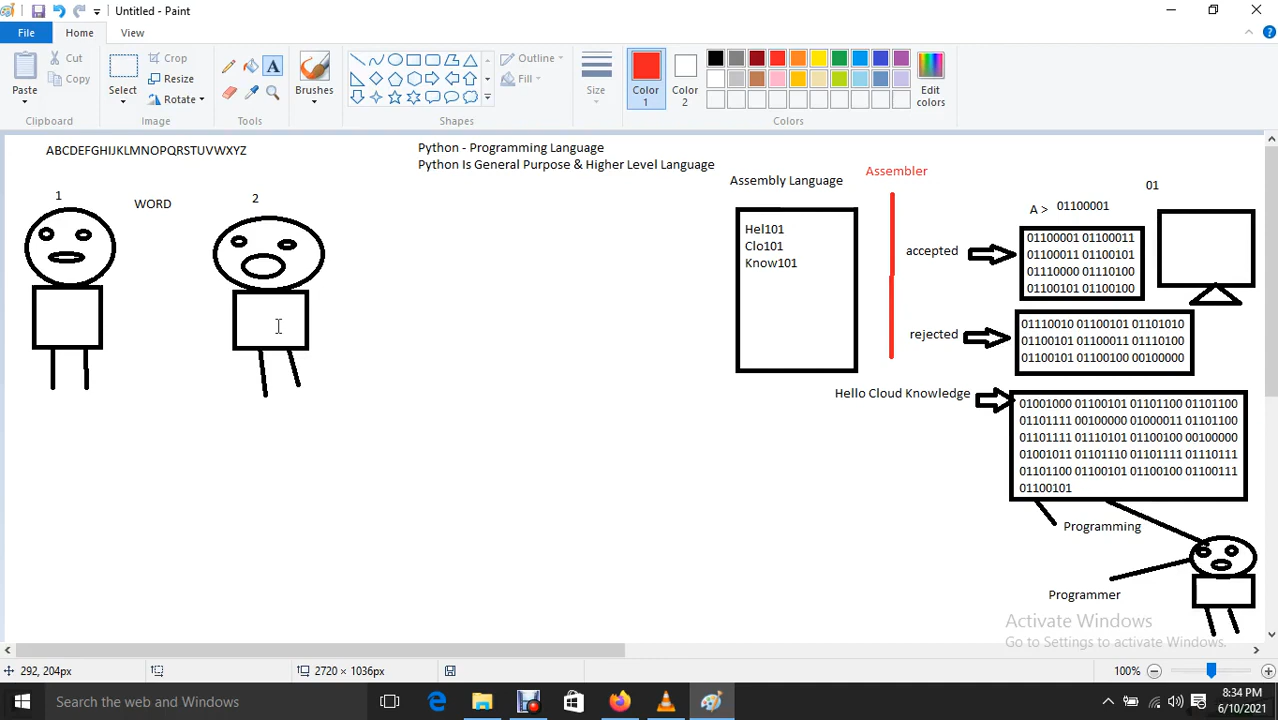 Untitled - Paint
File
Home
View
Paste
Cut
Copy
Clipboard
Select
Crop
Resize
Rotate
Image
A
Tools
Brushes
Shapes
Outline
Fill
Size
Color 1
Color 2
Colors
Edit colors
ABCDEFGHIJKLMNOPQRSTUVWXYZ
1
WORD
2
Python - Programming Language
Python Is General Purpose & Higher Level Language
Assembly Language
Assembler
Hel101
Clo101
Know101
01
A > 01100001
accepted
01100001 01100011
01100011 01100101
01110000 01110100
01100101 01100100
rejected
01110010 01100101 01101010
01100101 01100011 01110100
01100101 01100100 00100000
Hello Cloud Knowledge
01001000 01100101 01101100 01101100
01101111 00100000 01000011 01101100
01101111 01110101 01100100 00100000
01001011 01101110 01101111 01110111
01101100 01100101 01100100 01100111
01100101
Programming
Programmer
Activate Windows
Go to Settings to activate Windows.
292, 204px
2720 × 1036px
100%
Search the web and Windows
8:34 PM
6/10/2021